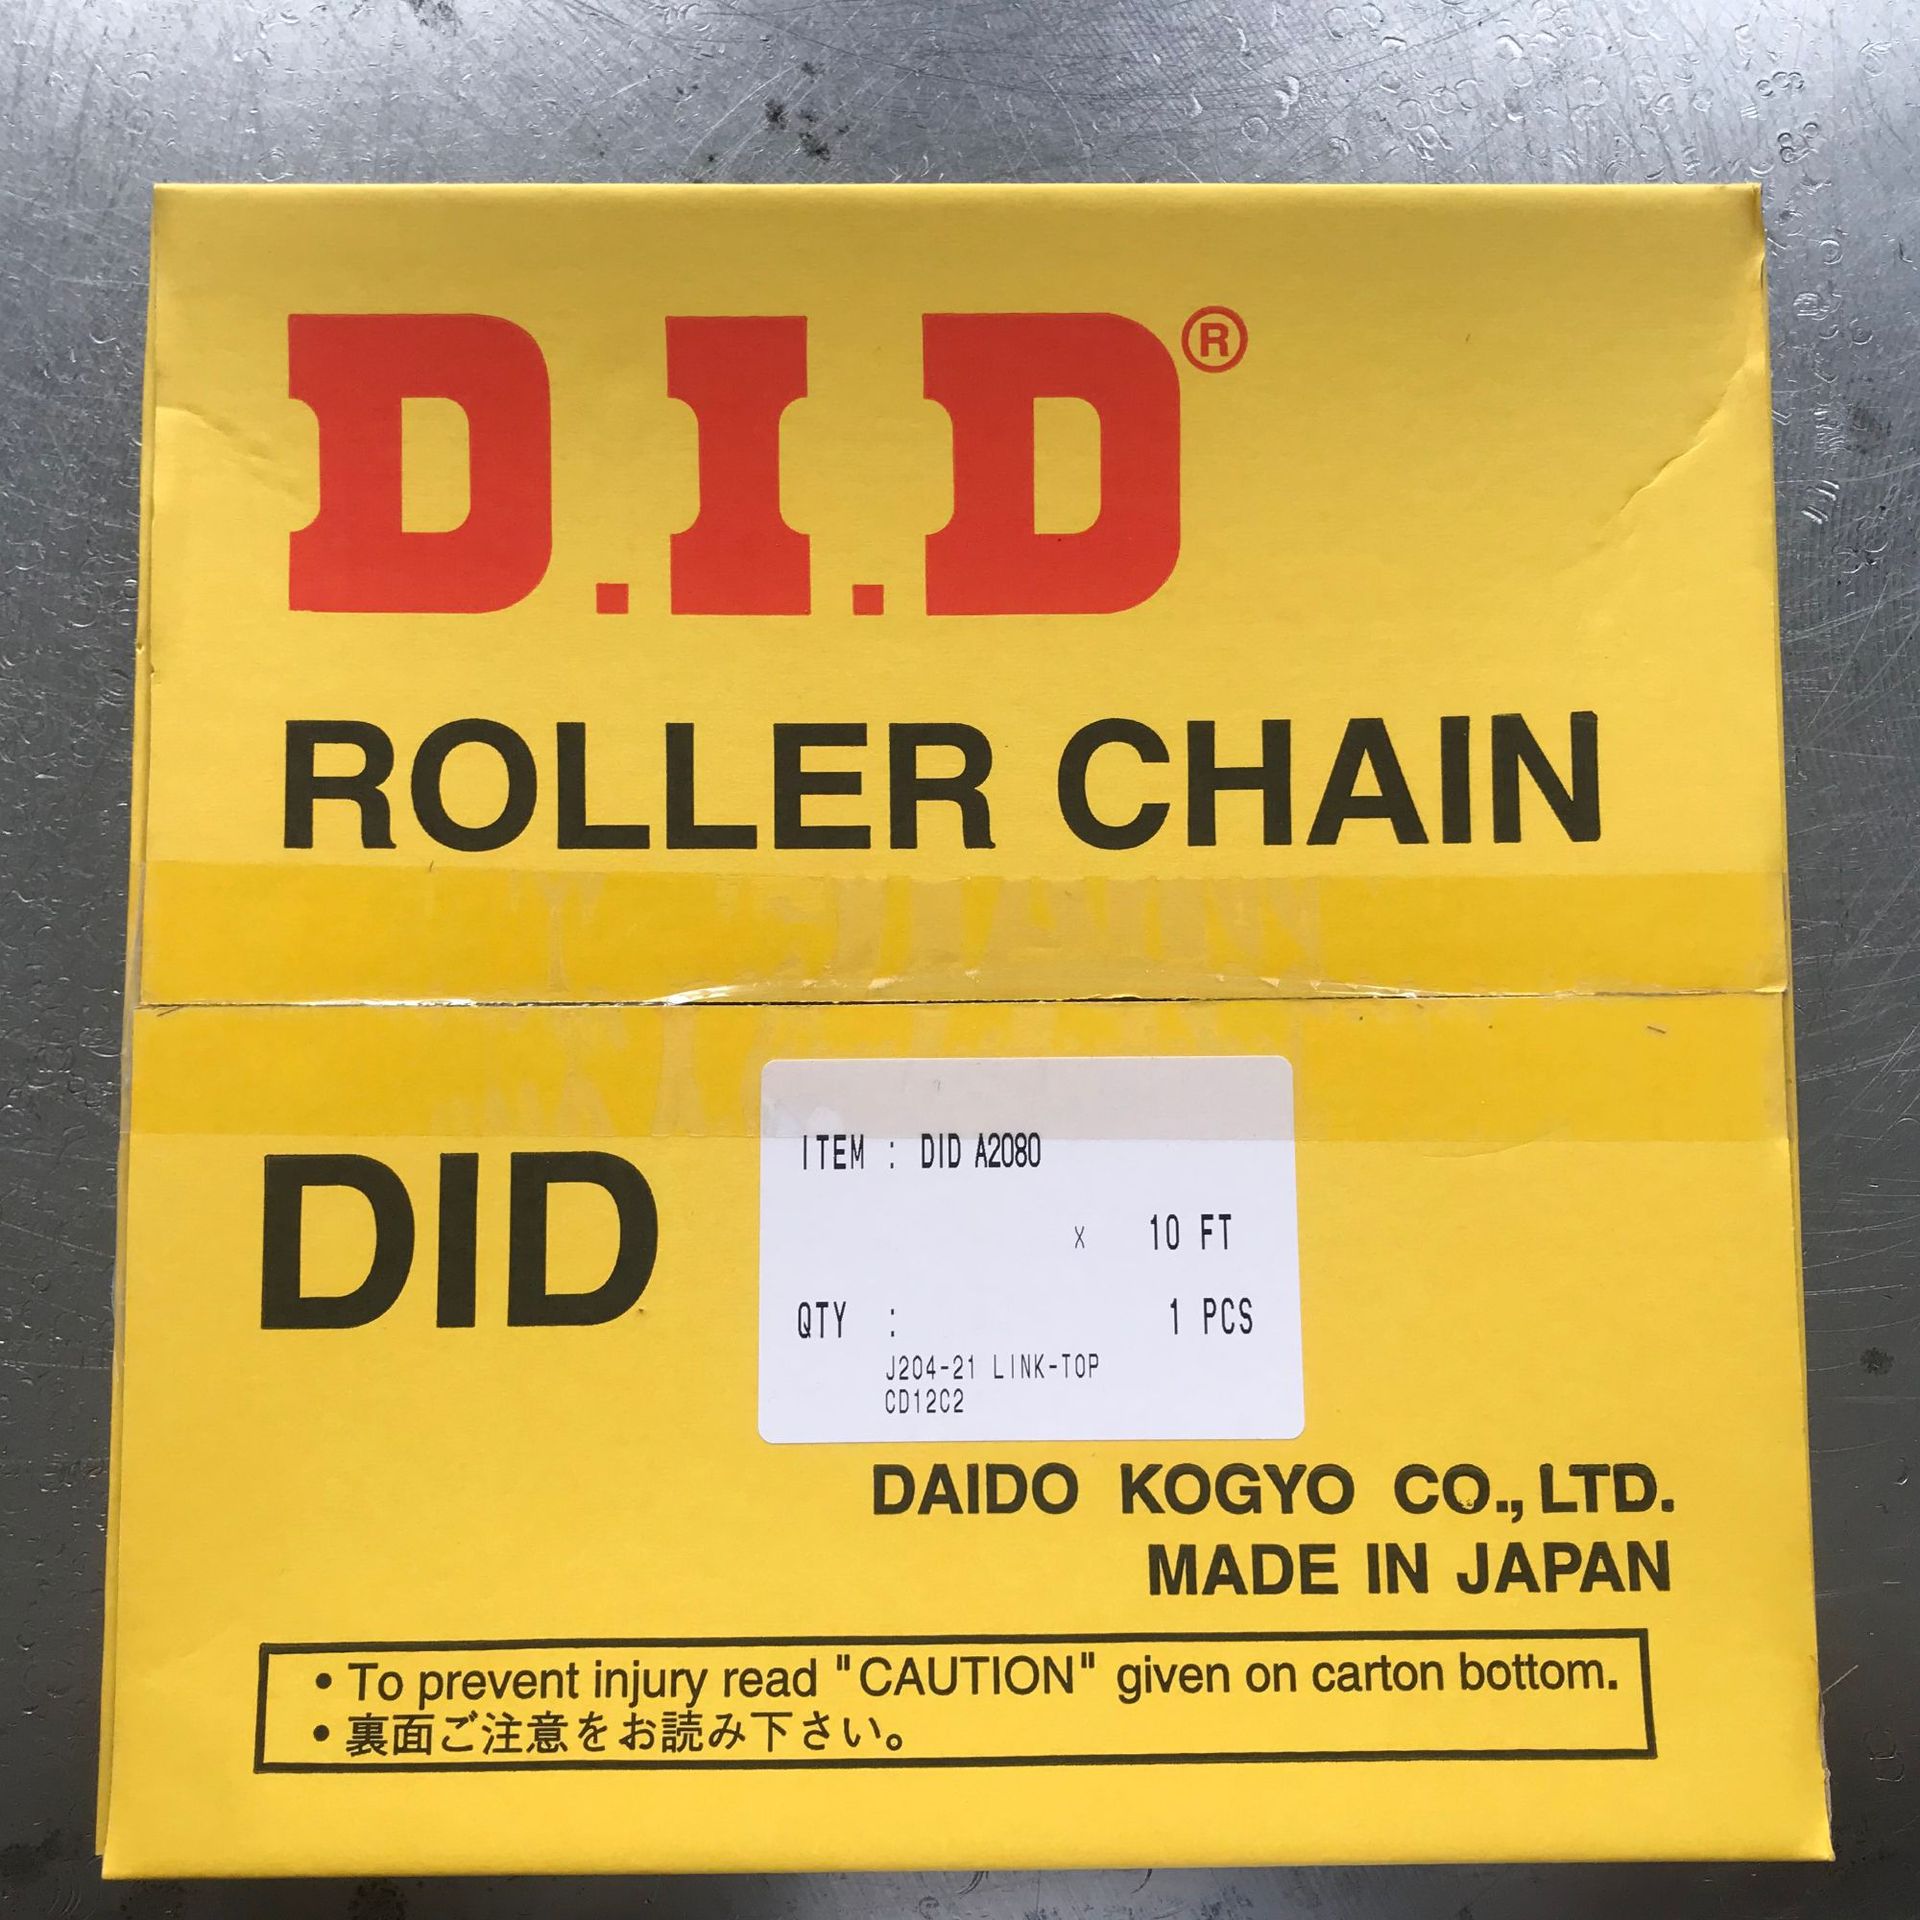 D.I.D®
ROLLER CHAIN
DID
ITEM : DID A2080
x 10 FT
QTY : 1 PCS
J204-21 LINK-TOP
CD12C2
DAIDO KOGYO CO.,LTD.
MADE IN JAPAN
• To prevent injury read "CAUTION" given on carton bottom.
• 裏面ご注意をお読み下さい。